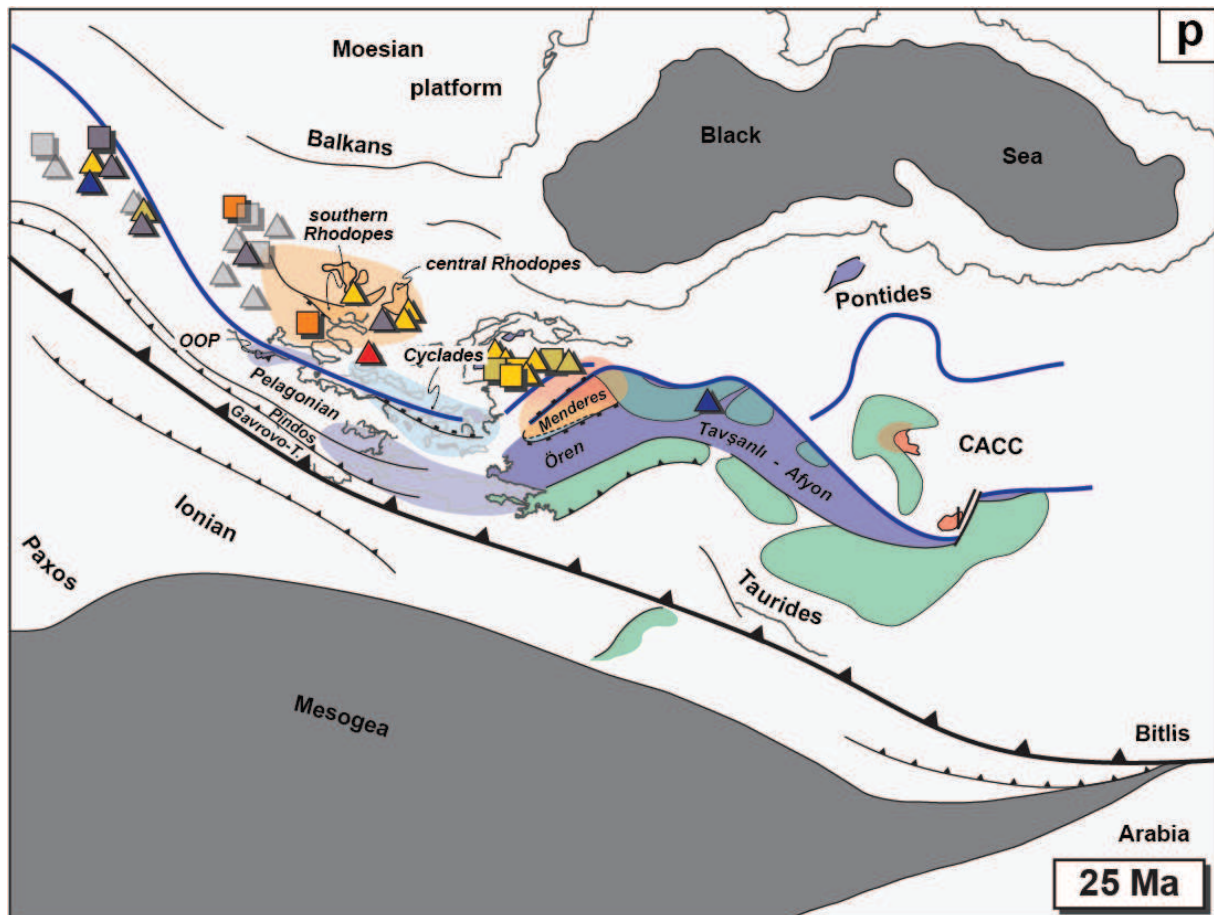 p
Moesian
platform
Balkans
Black
Sea
southern
Rhodopes
central Rhodopes
Pontides
OOP
Cyclades
Pelagonian
Pindos
Gavrovo-T.
Menderes
Ören
Tavşanlı - Afyon
CACC
Ionian
Paxos
Taurides
Mesogea
Bitlis
Arabia
25 Ma